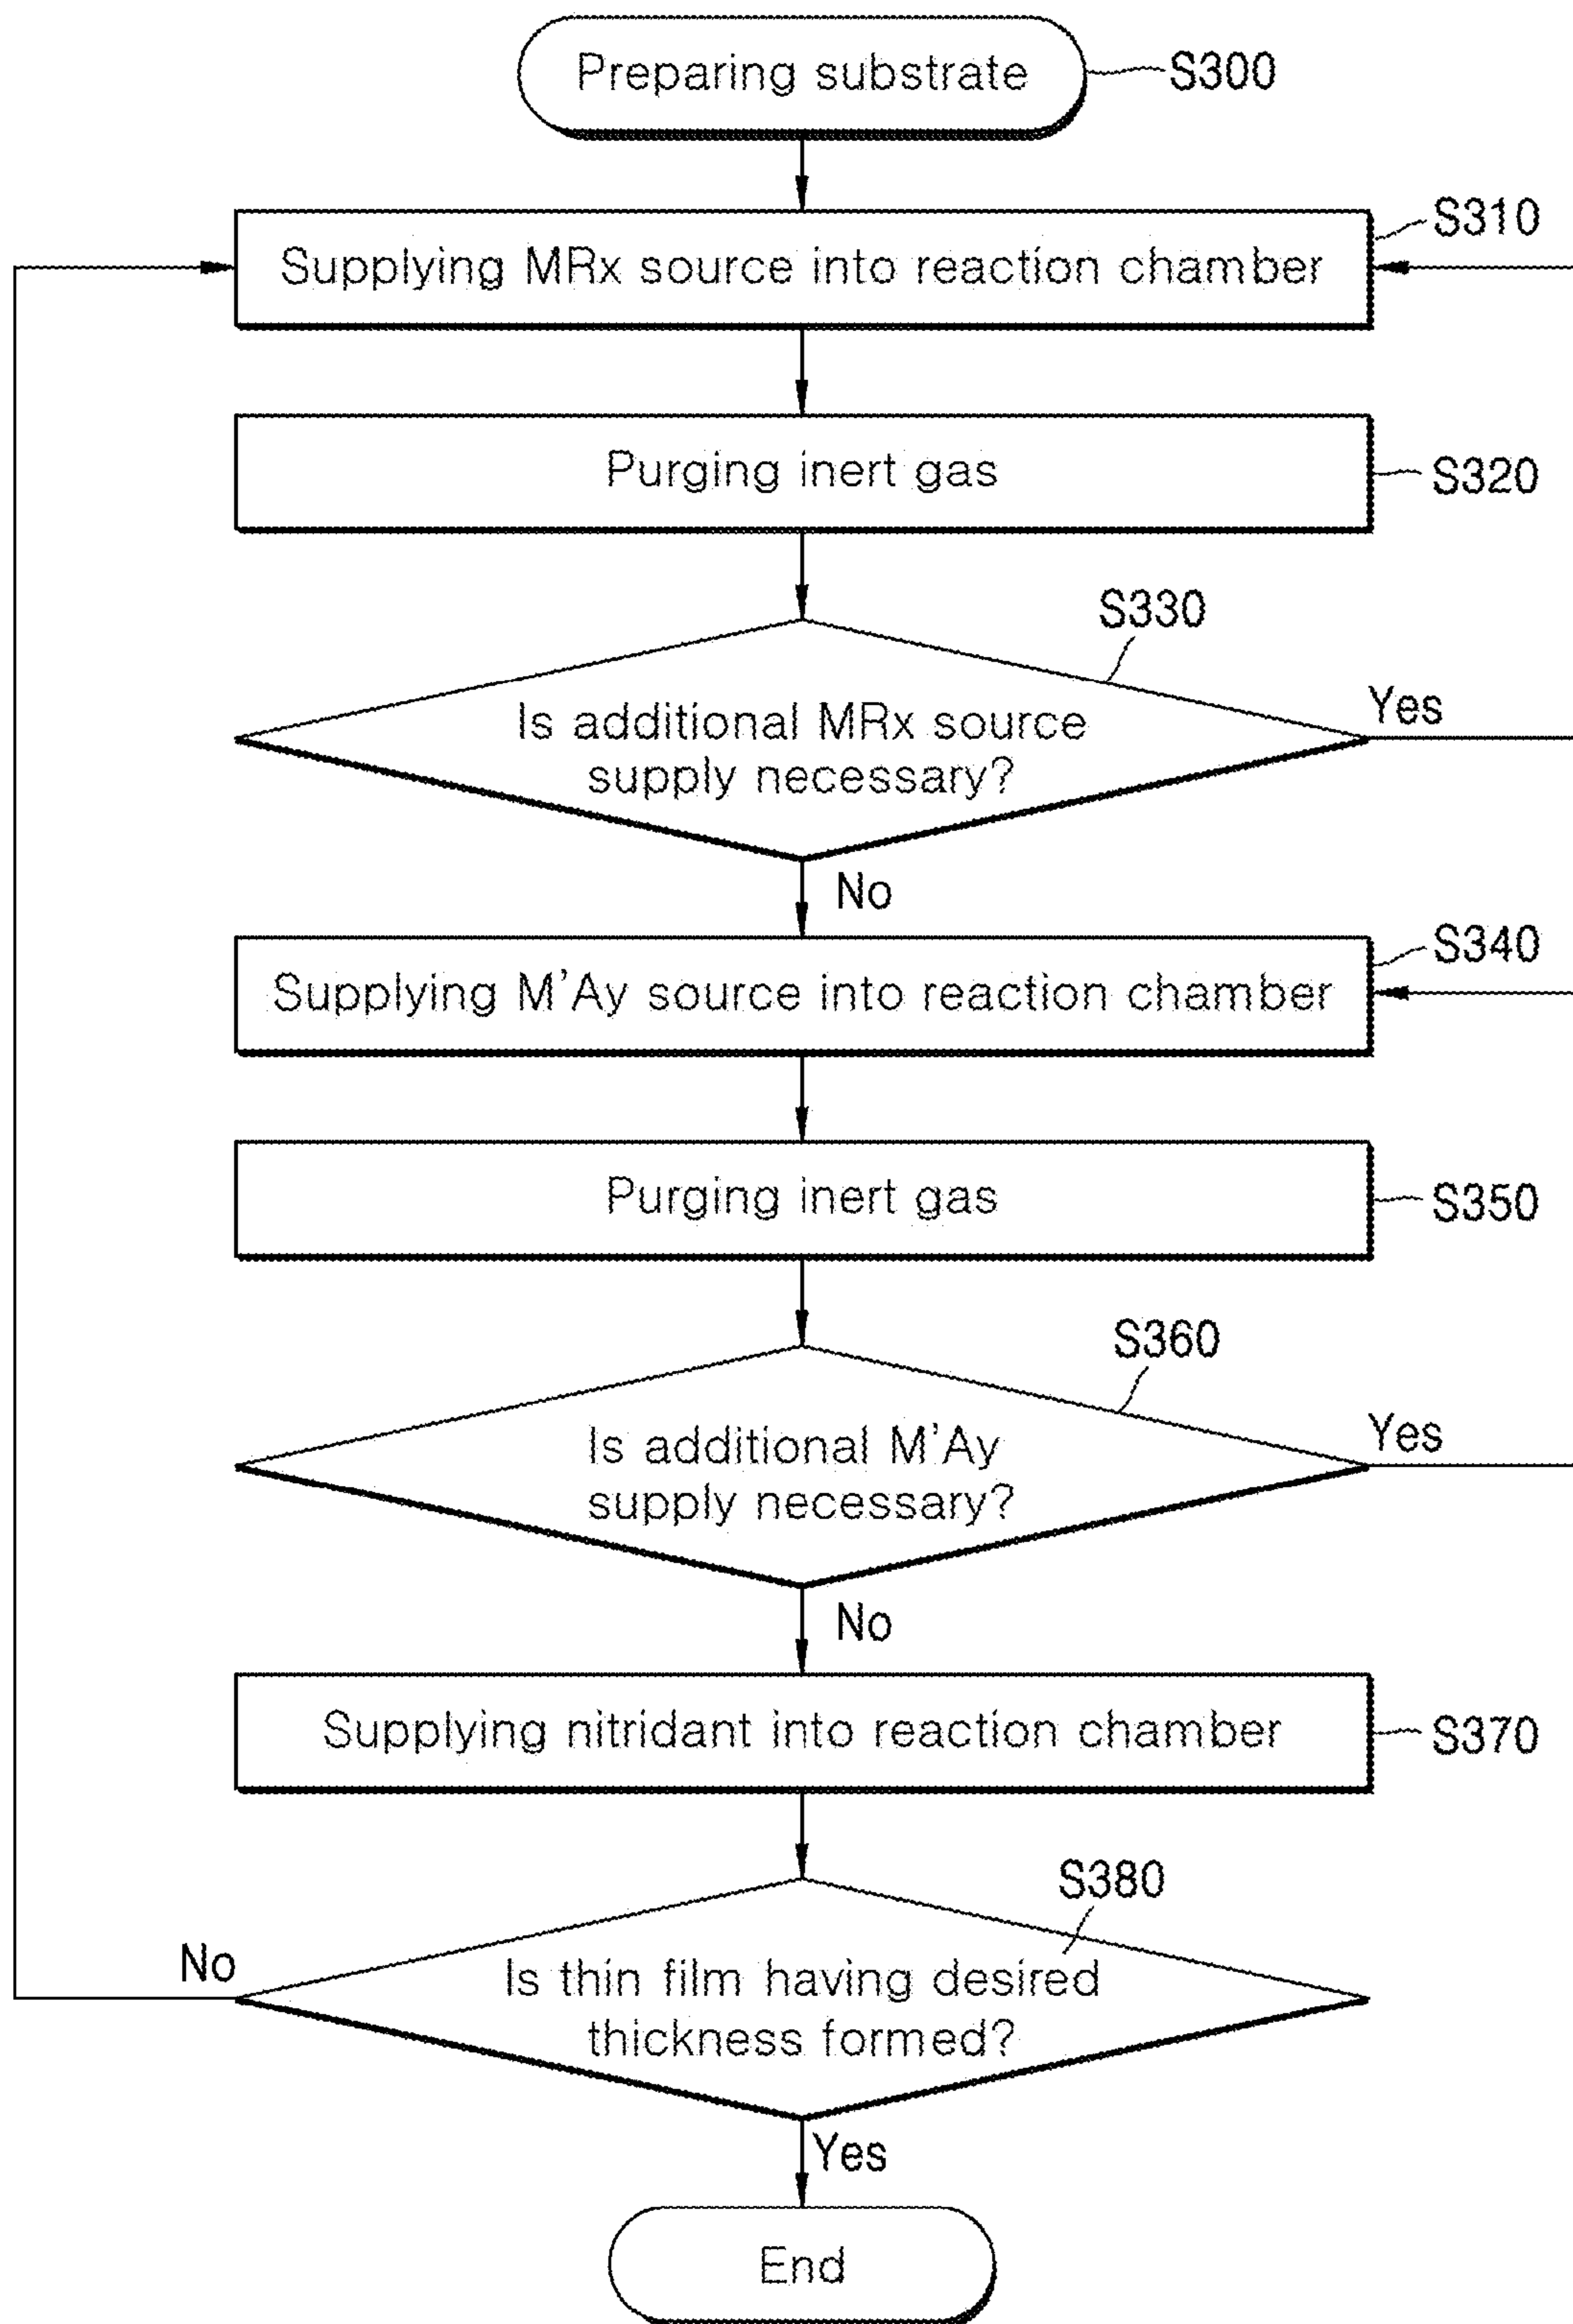 Preparing substrate
S300
Supplying MRx source into reaction chamber
S310
Purging inert gas
S320
S330
Is additional MRx source
supply necessary?
Yes
No
Supplying M'Ay source into reaction chamber
S340
Purging inert gas
S350
S360
Is additional M'Ay
supply necessary?
Yes
No
Supplying nitridant into reaction chamber
S370
S380
Is thin film having desired
thickness formed?
No
Yes
End